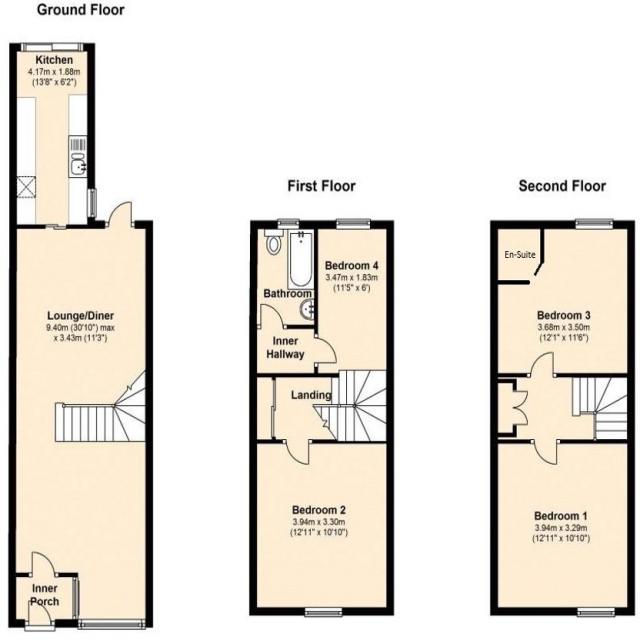 Ground Floor
Kitchen
4.17m x 1.88m
(13'8" x 6'2")
Lounge/Diner
9.40m (30'10") max
x 3.43m (11'3")
Inner
Porch
First Floor
Bedroom 4
3.47m x 1.83m
(11'5" x 6')
Bathroom
Inner
Hallway
Landing
Bedroom 2
3.94m x 3.30m
(12'11" x 10'10")
Second Floor
En-Suite
Bedroom 3
3.68m x 3.50m
(12'1" x 11'6")
Bedroom 1
3.94m x 3.29m
(12'11" x 10'10")